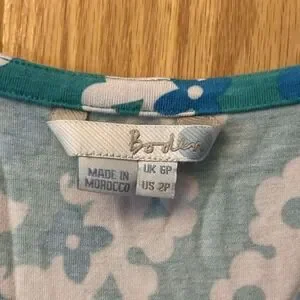 Boden
MADE IN
MOROCCO
UK 6P
US 2P